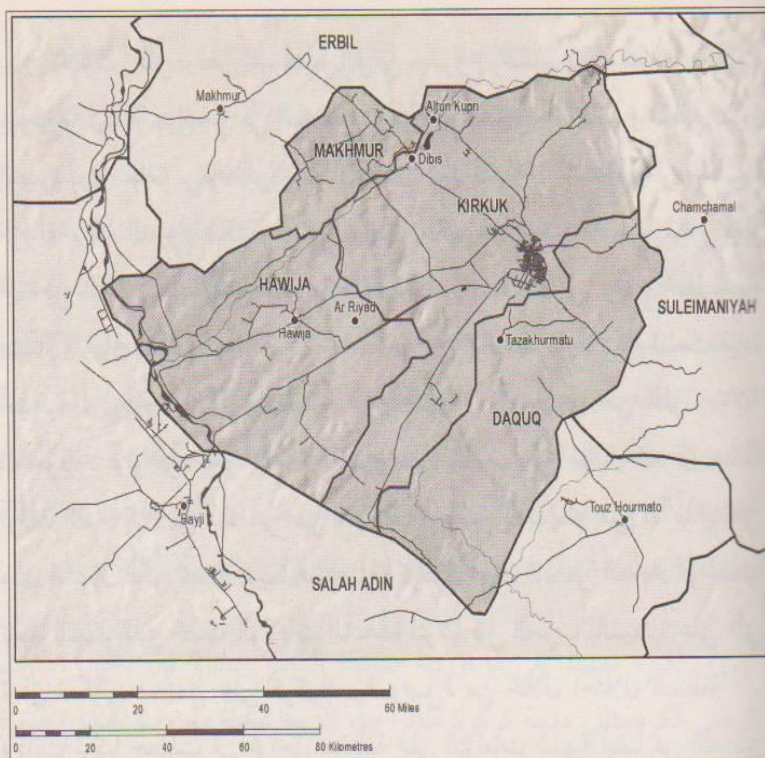 ERBIL
Makhmur
Altun Kupri
MAKHMUR
Dibis
KIRKUK
Chamchamal
HAWIJA
Ar Riyad
Hawija
SULEIMANIYAH
Tazakhurmatu
DAQUQ
Bayji
Touz Hourmato
SALAH ADIN
0 20 40 60 Miles
0 20 40 60 80 Kilometres